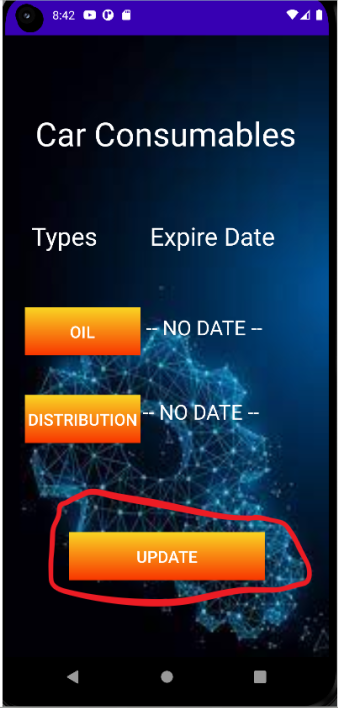 8:42
Car Consumables
Types Expire Date
OIL -- NO DATE --
DISTRIBUTION -- NO DATE --
UPDATE